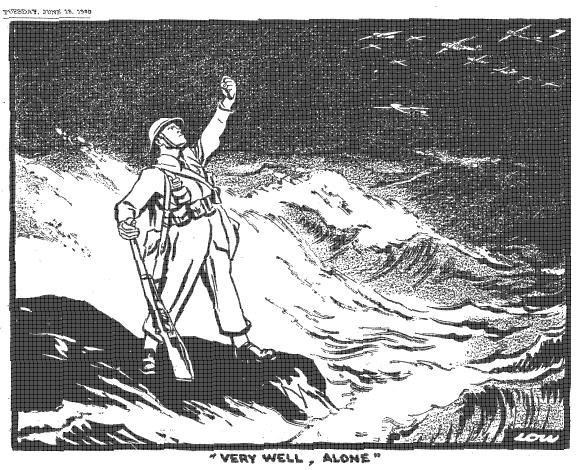 TUESDAY, JUNE 18, 1940
LOW
"VERY WELL, ALONE"